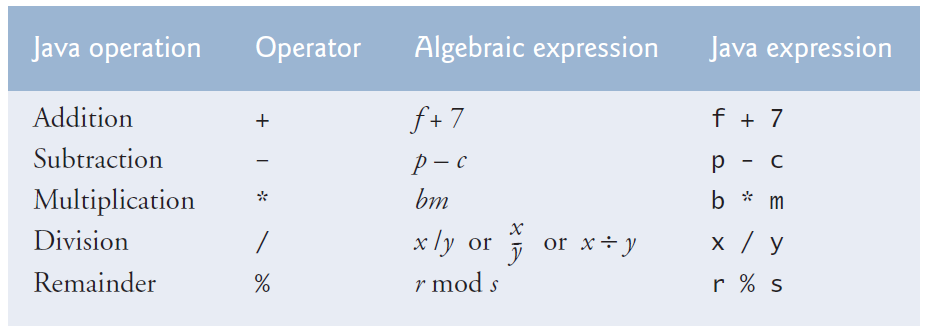 Java operation Operator Algebraic expression Java expression
Addition + f + 7 f + 7
Subtraction – p – c p - c
Multiplication * bm b * m
Division / x /y or x/y or x ÷ y x / y
Remainder % r mod s r % s